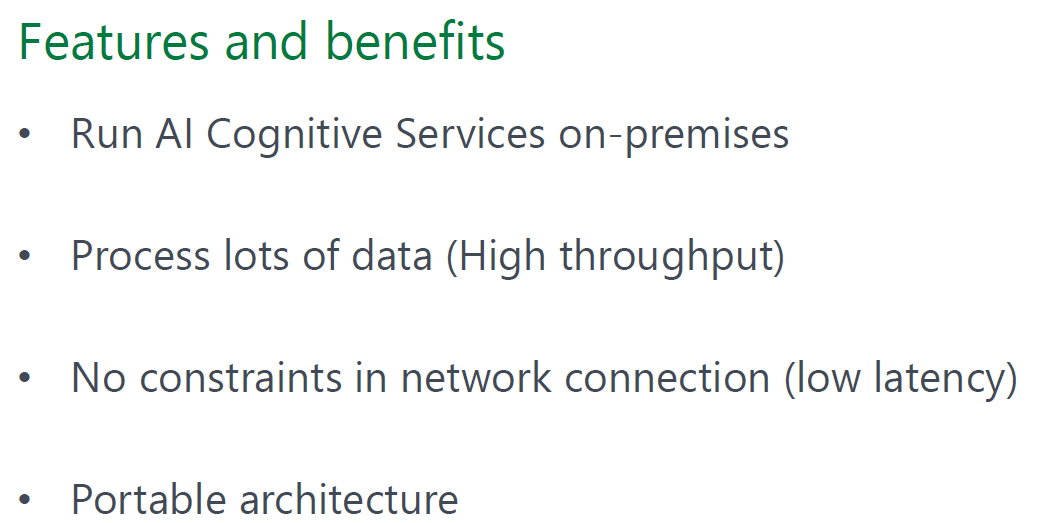 Features and benefits
• Run AI Cognitive Services on-premises
• Process lots of data (High throughput)
• No constraints in network connection (low latency)
• Portable architecture